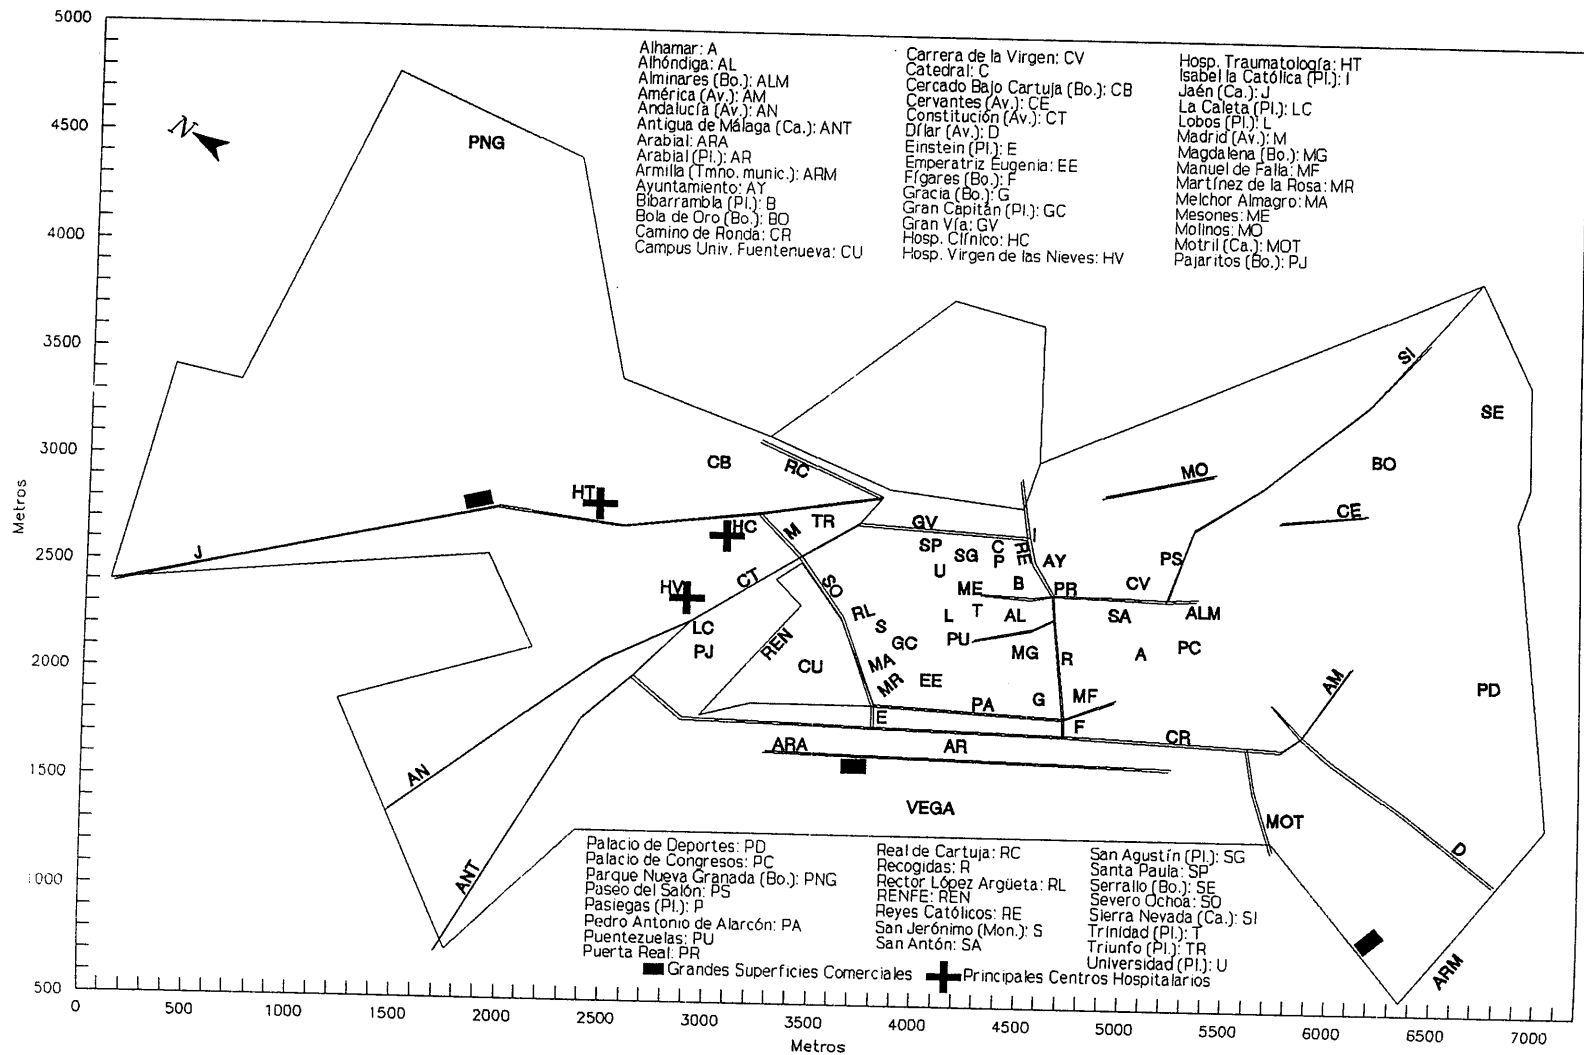 5000
4500
4000
3500
3000
2500
2000
1500
1000
500
Metros
N
Alhamar: A
Alhóndiga: AL
Alminares (Bo.): ALM
América (Av.): AM
Andalucía (Av.): AN
Antigua de Málaga (Ca.): ANT
Arabial: ARA
Arabial (Pl.): AR
Armilla (Tmno. munic.): ARM
Ayuntamiento: AY
Bibarrambla (Pl.): B
Bola de Oro (Bo.): BO
Camino de Ronda: CR
Campus Univ. Fuentenueva: CU
Carrera de la Virgen: CV
Catedral: C
Cercado Bajo Cartuja (Bo.): CB
Cervantes (Av.): CE
Constitución (Av.): CT
Dílar (Av.): D
Einstein (Pl.): E
Emperatriz Eugenia: EE
Fígares (Bo.): F
Gracia (Bo.): G
Gran Capitán (Pl.): GC
Gran Vía: GV
Hosp. Clínico: HC
Hosp. Virgen de las Nieves: HV
Hosp. Traumatología: HT
Isabel la Católica (Pl.): I
Jaén (Ca.): J
La Caleta (Pl.): LC
Lobos (Pl.): L
Madrid (Av.): M
Magdalena (Bo.): MG
Manuel de Falla: MF
Martínez de la Rosa: MR
Melchor Almagro: MA
Mesones: ME
Molinos: MO
Motril (Ca.): MOT
Pajaritos (Bo.): PJ
PNG
SI
SE
CB
RC
MO
BO
HT
HC
M
TR
GV
CE
J
SP
SG
C
P
RE
I
AY
U
PS
HV
CT
SO
ME
B
PR
CV
RL
L
T
AL
SA
ALM
LC
S
PU
GC
PJ
REN
CU
MA
MG
R
A
PC
MR
EE
AM
PD
PA
G
MF
E
F
CR
ARA
AR
AN
VEGA
MOT
D
ANT
ARM
Palacio de Deportes: PD
Palacio de Congresos: PC
Parque Nueva Granada (Bo.): PNG
Paseo del Salón: PS
Pasiegas (Pl.): P
Pedro Antonio de Alarcón: PA
Puentezuelas: PU
Puerta Real: PR
Real de Cartuja: RC
Recogidas: R
Rector López Argüeta: RL
RENFE: REN
Reyes Católicos: RE
San Jerónimo (Mon.): S
San Antón: SA
San Agustín (Pl.): SG
Santa Paula: SP
Serrallo (Bo.): SE
Severo Ochoa: SO
Sierra Nevada (Ca.): SI
Trinidad (Pl.): T
Triunfo (Pl.): TR
Universidad (Pl.): U
Grandes Superficies Comerciales
Principales Centros Hospitalarios
0
500
1000
1500
2000
2500
3000
3500
4000
4500
5000
5500
6000
6500
7000
Metros